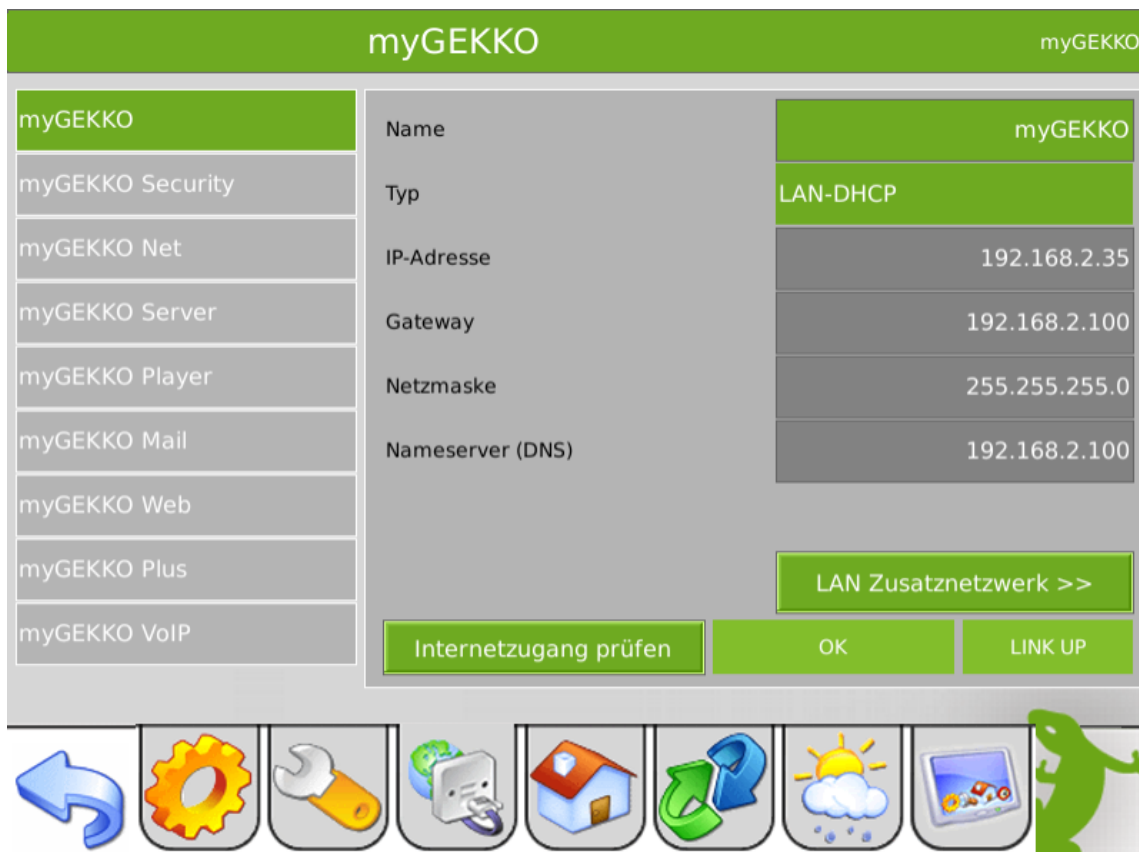 myGEKKO
myGEKKO
myGEKKO
myGEKKO Security
myGEKKO Net
myGEKKO Server
myGEKKO Player
myGEKKO Mail
myGEKKO Web
myGEKKO Plus
myGEKKO VoIP
Name myGEKKO
Typ LAN-DHCP
IP-Adresse 192.168.2.35
Gateway 192.168.2.100
Netzmaske 255.255.255.0
Nameserver (DNS) 192.168.2.100
LAN Zusatznetzwerk >>
Internetzugang prüfen OK LINK UP